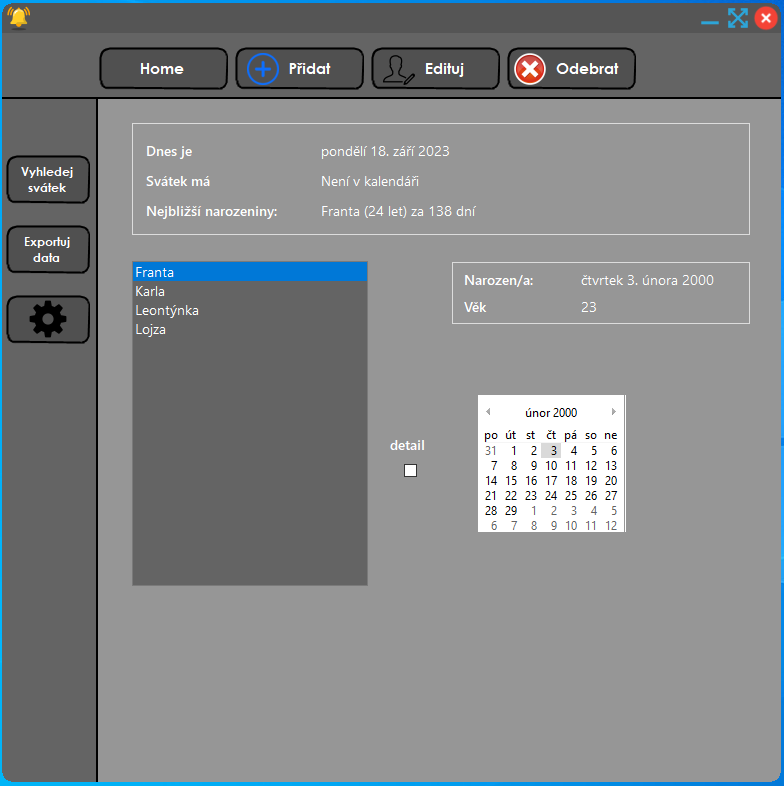 Home Přidat Edituj Odebrat
Vyhledej
svátek
Exportuj
data
Dnes je pondělí 18. září 2023
Svátek má Není v kalendáři
Nejbližší narozeniny: Franta (24 let) za 138 dní
Franta
Karla
Leontýnka
Lojza
Narozen/a: čtvrtek 3. února 2000
Věk 23
detail
únor 2000
po út st čt pá so ne
31 1 2 3 4 5 6
7 8 9 10 11 12 13
14 15 16 17 18 19 20
21 22 23 24 25 26 27
28 29 1 2 3 4 5
6 7 8 9 10 11 12